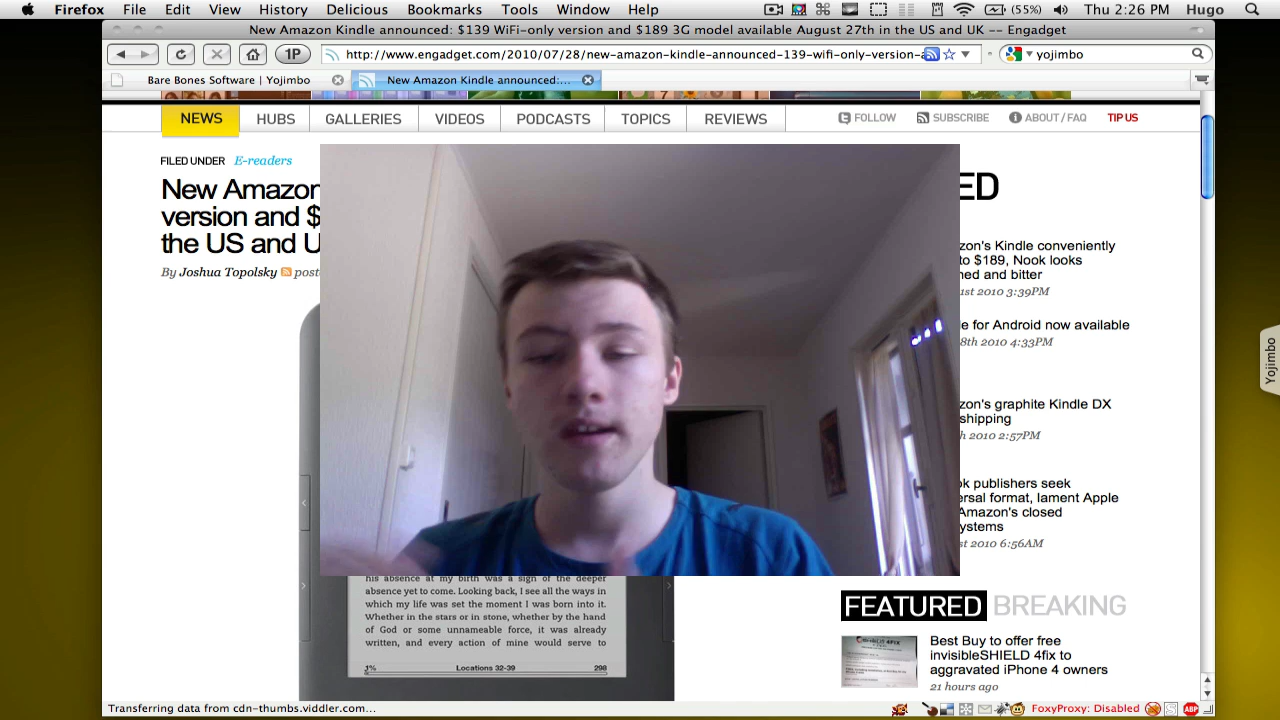 Firefox File Edit View History Delicious Bookmarks Tools Window Help (55%) Thu 2:26 PM Hugo
New Amazon Kindle announced: $139 WiFi-only version and $189 3G model available August 27th in the US and UK – Engadget
1P http://www.engadget.com/2010/07/28/new-amazon-kindle-announced-139-wifi-only-version-a yojimbo
Bare Bones Software | Yojimbo
New Amazon Kindle announced:...
NEWS HUBS GALLERIES VIDEOS PODCASTS TOPICS REVIEWS FOLLOW SUBSCRIBE ABOUT / FAQ TIP US
FILED UNDER E-readers
New Amazon
version and $
the US and U
By Joshua Topolsky post
ED
zon's Kindle conveniently
to $189, Nook looks
ned and bitter
1st 2010 3:39PM
e for Android now available
8th 2010 4:33PM
zon's graphite Kindle DX
shipping
h 2010 2:57PM
ok publishers seek
ersal format, lament Apple
Amazon's closed
ystems
1st 2010 6:56AM
Yojimbo
his absence at my birth was a sign of the deeper
absence yet to come. Looking back, I see all the ways in
which my life was set the moment I was born into it.
Whether in the stars or in stone, whether by the hand
of God or some unnameable force, it was already
written, and every action of mine would serve to
1% Locations 32-39 298
FEATURED BREAKING
Best Buy to offer free
invisibleSHIELD 4fix to
aggravated iPhone 4 owners
21 hours ago
Transferring data from cdn-thumbs.viddler.com...
FoxyProxy: Disabled ABP